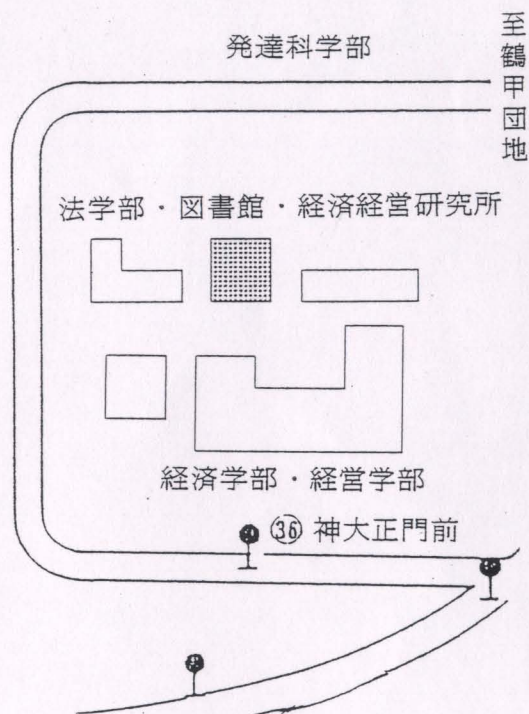 至鶴甲団地
発達科学部
法学部・図書館・経済経営研究所
経済学部・経営学部
㊱ 神大正門前